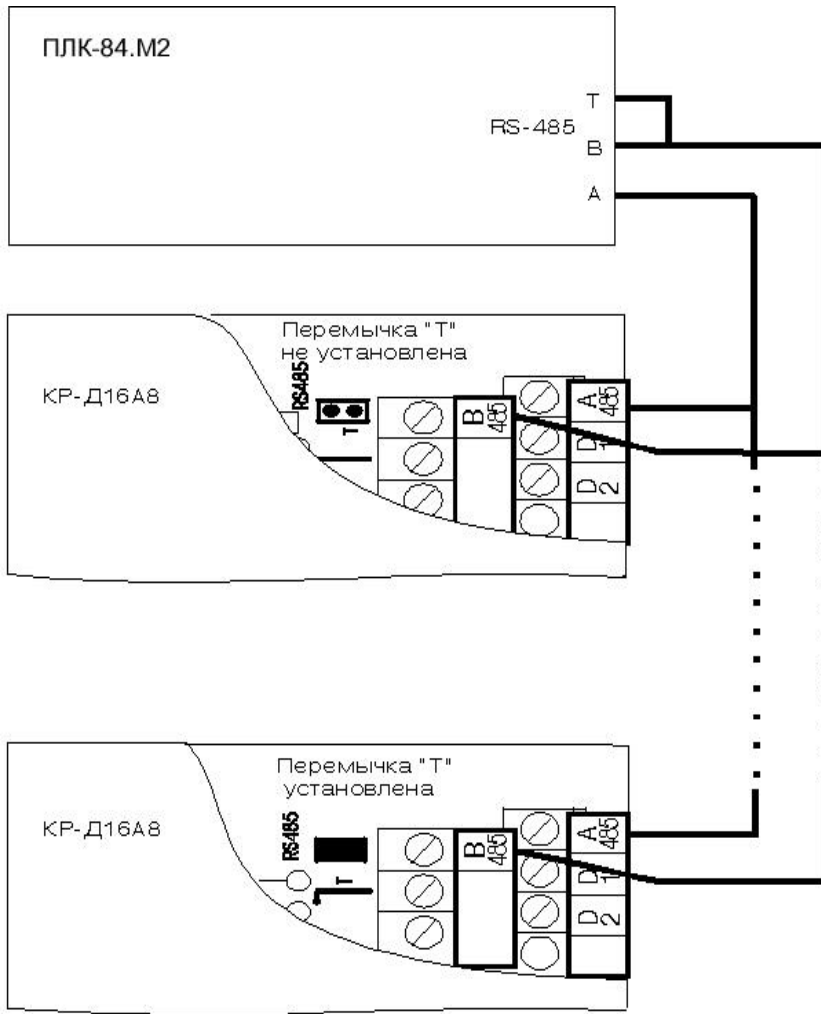 ПЛК-84.М2
T
RS-485
B
A
Перемычка "Т"
не установлена
КР-Д16А8
RS485
T
B
485
A
485
D
1
D
2
Перемычка "Т"
установлена
КР-Д16А8
RS485
T
B
485
A
485
D
1
D
2